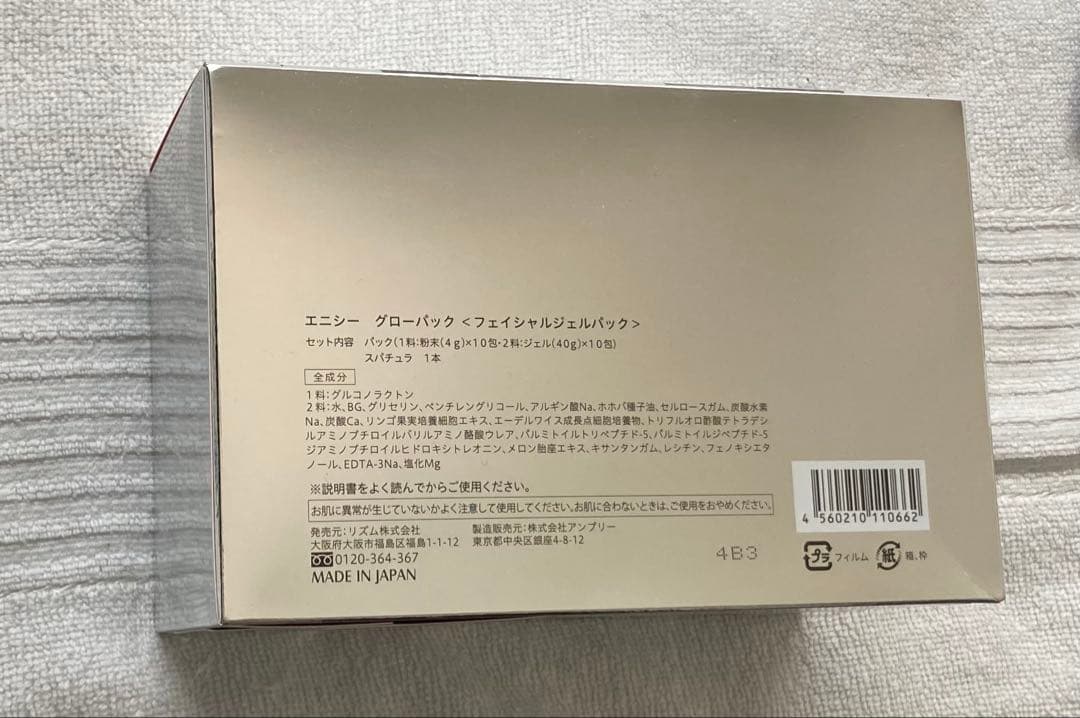 エニシー グローパック <フェイシャルジェルパック>
セット内容 パック(1料:粉末(4g)×10包・2料:ジェル(40g)×10包)
スパチュラ 1本
全成分
1料:グルコノラクトン
2料:水、BG、グリセリン、ペンチレングリコール、アルギン酸Na、ホホバ種子油、セルロースガム、炭酸水素
Na、炭酸Ca、リンゴ果実培養細胞エキス、エーデルワイス成長点細胞培養物、トリフルオロ酢酸テトラデシ
ルアミノブチロイルバリルアミノ酪酸ウレア、パルミトイルトリペプチド-5、パルミトイルジペプチド-5
ジアミノブチロイルヒドロキシトレオニン、メロン胎座エキス、キサンタンガム、レシチン、フェノキシエタ
ノール、EDTA-3Na、塩化Mg
※説明書をよく読んでからご使用ください。
お肌に異常が生じていないかよく注意して使用してください。お肌に合わないときは、ご使用をおやめください。
発売元:リズム株式会社
大阪府大阪市福島区福島1-1-12
0120-364-367
MADE IN JAPAN
製造販売元:株式会社アンプリー
東京都中央区銀座4-8-12
4B3
4 560210 110662
プラ フィルム 紙 箱、枠